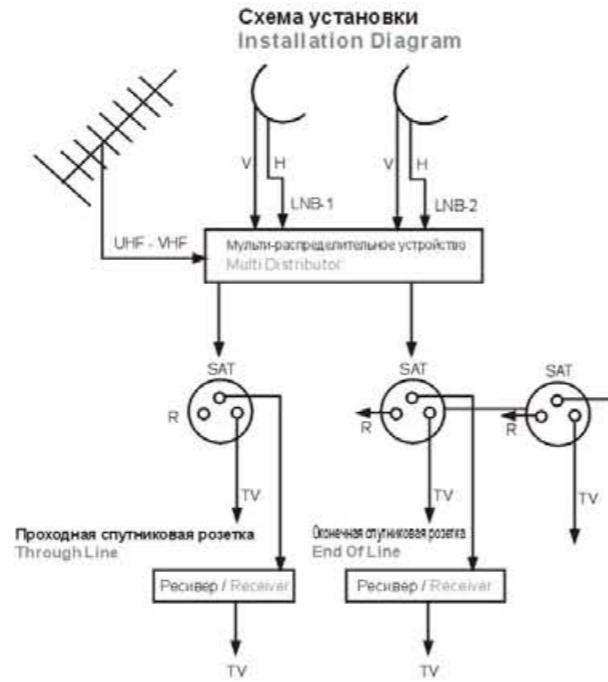 Схема установки
Installation Diagram
V
H
V
H
LNB-1
LNB-2
UHF - VHF
Мульти-распределительное устройство
Multi Distributor
SAT
SAT
SAT
R
R
R
TV
TV
TV
Проходная спутниковая розетка
Through Line
Оконечная спутниковая розетка
End Of Line
Ресивер / Receiver
Ресивер / Receiver
TV
TV